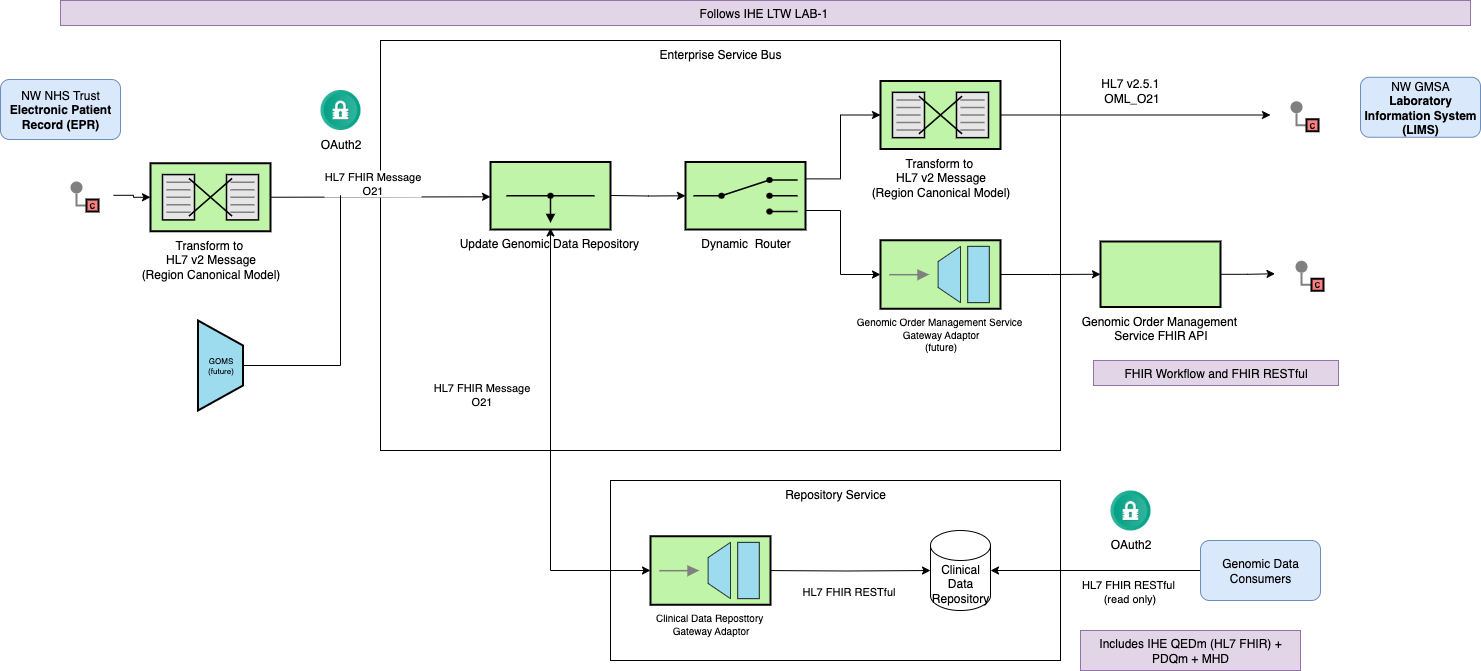 Follows IHE LTW LAB-1
Enterprise Service Bus
NW NHS Trust
Electronic Patient
Record (EPR)
OAuth2
HL7 v2.5.1
OML_O21
C
NW GMSA
Laboratory
Information System
(LIMS)
C
Transform to
HL7 v2 Message
(Region Canonical Model)
HL7 FHIR Message
O21
Update Genomic Data Repository
Dynamic  Router
Transform to
HL7 v2 Message
(Region Canonical Model)
Genomic Order Management Service
Gateway Adaptor
(future)
Genomic Order Management
Service FHIR API
C
FHIR Workflow and FHIR RESTful
GOMS
(future)
HL7 FHIR Message
O21
Repository Service
Clinical Data Reposttory
Gateway Adaptor
HL7 FHIR RESTful
Clinical
Data
Repository
OAuth2
HL7 FHIR RESTful
(read only)
Genomic Data
Consumers
Includes IHE QEDm (HL7 FHIR) +
PDQm + MHD